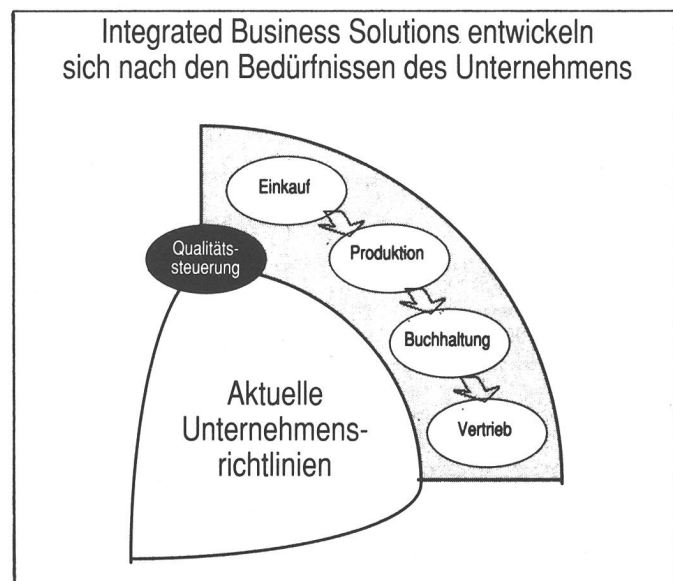 Integrated Business Solutions entwickeln
sich nach den Bedürfnissen des Unternehmens
Einkauf
Qualitäts-
steuerung
Produktion
Buchhaltung
Aktuelle
Unternehmens-
richtlinien
Vertrieb